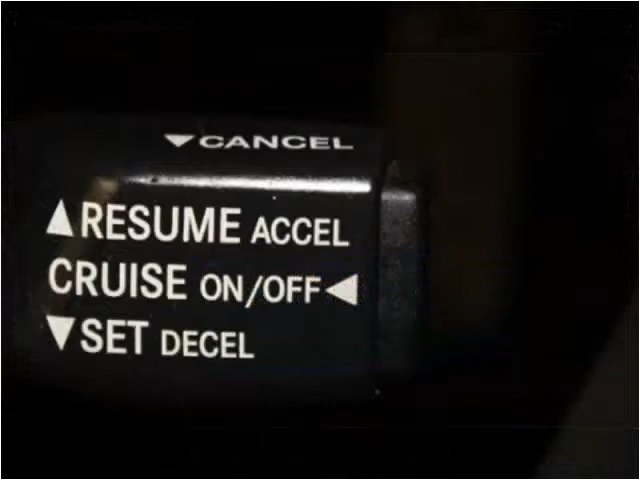 ▼CANCEL
▲RESUME ACCEL
CRUISE ON/OFF◀
▼SET DECEL